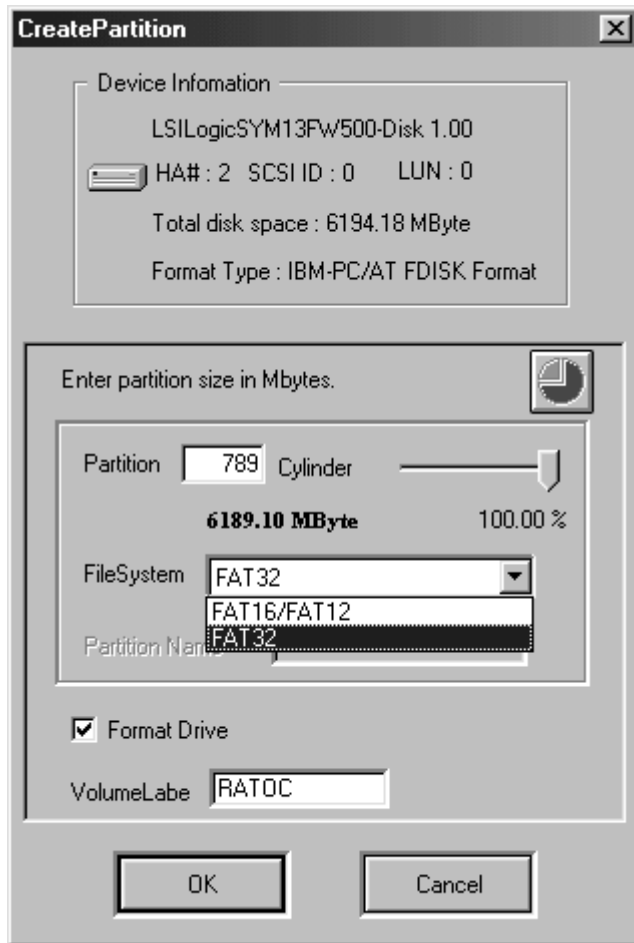 CreatePartition
Device Infomation
LSILogicSYM13FW500-Disk 1.00
HA# : 2 SCSI ID : 0 LUN : 0
Total disk space : 6194.18 MByte
Format Type : IBM-PC/AT FDISK Format
Enter partition size in Mbytes.
Partition 789 Cylinder
6189.10 MByte 100.00 %
FileSystem FAT32
FAT16/FAT12
FAT32
Partition Name
Format Drive
VolumeLabe RATOC
OK Cancel